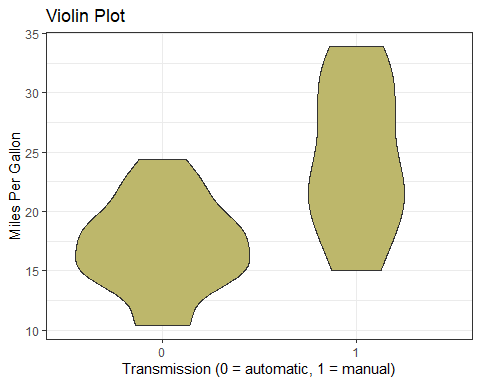 Violin Plot
35
30
25
20
15
10
Miles Per Gallon
0 1
Transmission (0 = automatic, 1 = manual)